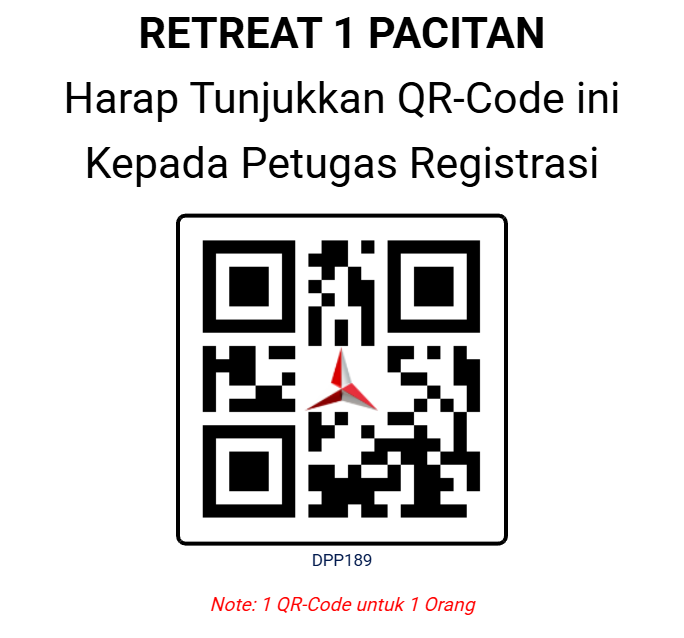 RETREAT 1 PACITAN
Harap Tunjukkan QR-Code ini
Kepada Petugas Registrasi
DPP189
Note: 1 QR-Code untuk 1 Orang